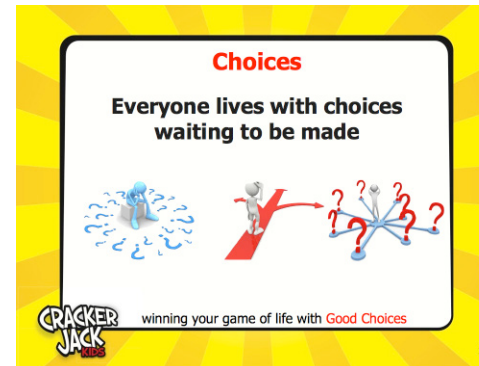 Choices
Everyone lives with choices
waiting to be made
? ? ? ? ? ?
winning your game of life with Good Choices
CRACKER
JACK
KIDS